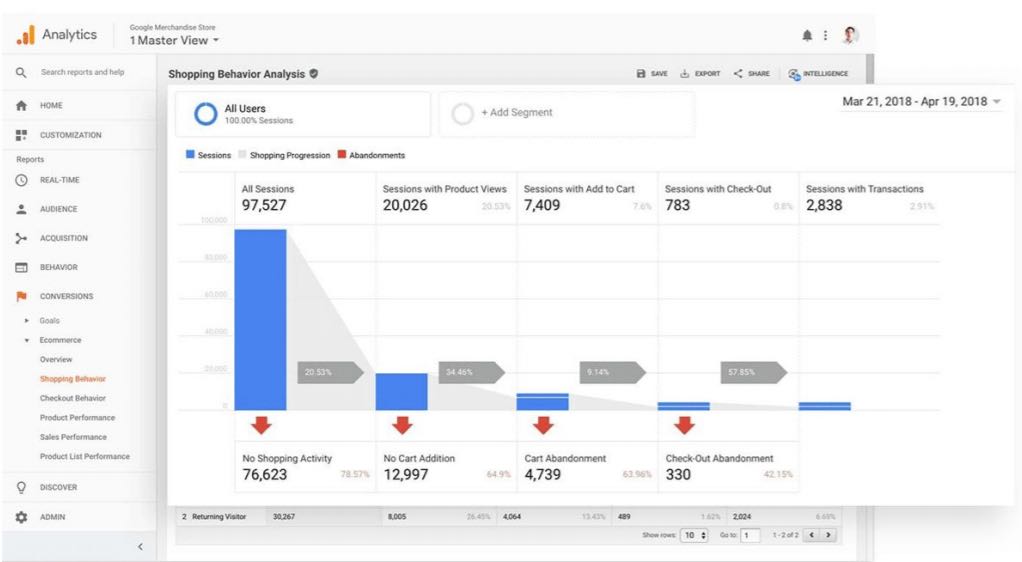 Analytics
Google Merchandise Store
1 Master View
Search reports and help
HOME
CUSTOMIZATION
Reports
REAL-TIME
AUDIENCE
ACQUISITION
BEHAVIOR
CONVERSIONS
Goals
Ecommerce
Overview
Shopping Behavior
Checkout Behavior
Product Performance
Sales Performance
Product List Performance
DISCOVER
ADMIN
Shopping Behavior Analysis
SAVE EXPORT SHARE INTELLIGENCE
All Users
100.00% Sessions
+ Add Segment
Mar 21, 2018 - Apr 19, 2018
Sessions Shopping Progression Abandonments
All Sessions
97,527
Sessions with Product Views
20,026 20.53%
Sessions with Add to Cart
7,409 7.6%
Sessions with Check-Out
783 0.8%
Sessions with Transactions
2,838 2.91%
100,000
80,000
60,000
40,000
20,000
0
20.53% 34.46% 9.14% 57.85%
No Shopping Activity
76,623 78.57%
No Cart Addition
12,997 64.9%
Cart Abandonment
4,739 63.96%
Check-Out Abandonment
330 42.15%
2 Returning Visitor 30,267 8,005 26.45% 4,064 13.43% 489 1.62% 2,024 6.69%
Show rows: 10 Go to: 1 1 - 2 of 2